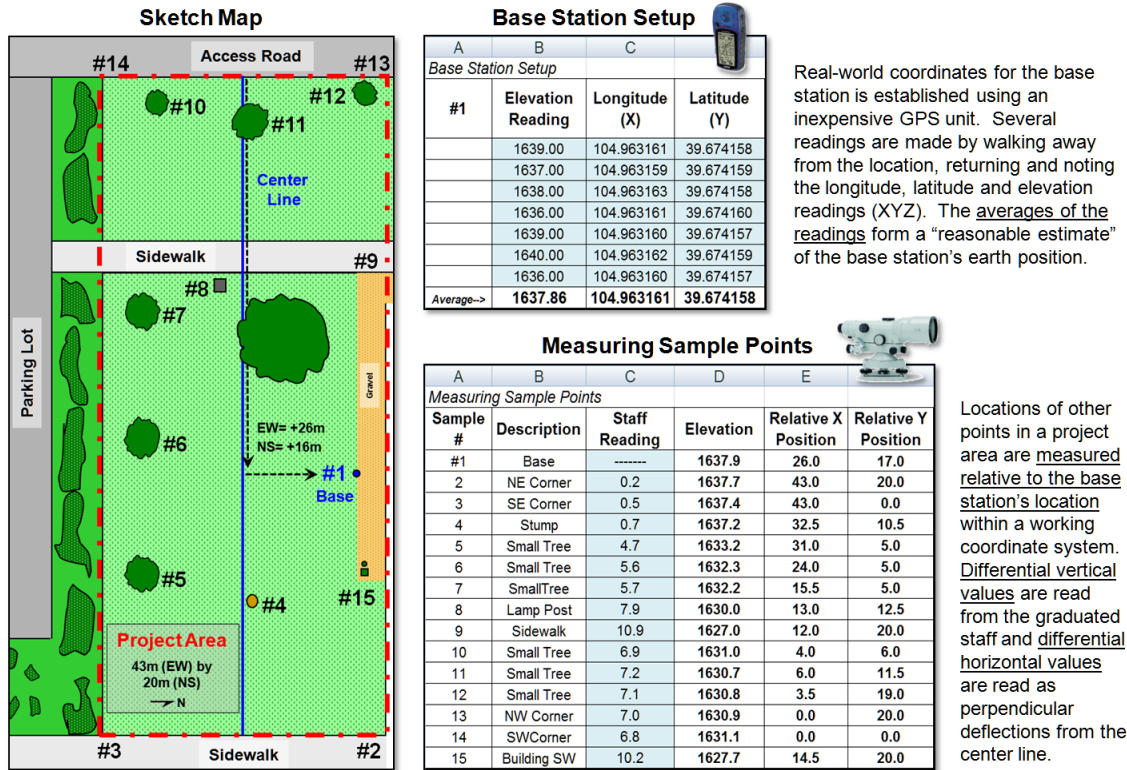 Sketch Map
Access Road
#14
#13
#10
#12
#11
Center
Line
Sidewalk
#9
#8
#7
Parking Lot
Gravel
EW= +26m
NS= +16m
#6
#1
Base
#5
#15
#4
Project Area
43m (EW) by
20m (NS)
N
#3
Sidewalk
#2
Base Station Setup
A B C
Base Station Setup
#1 Elevation Reading Longitude (X) Latitude (Y)
1639.00 104.963161 39.674158
1637.00 104.963159 39.674159
1638.00 104.963163 39.674158
1636.00 104.963161 39.674160
1639.00 104.963160 39.674157
1640.00 104.963162 39.674159
1636.00 104.963160 39.674157
Average--> 1637.86 104.963161 39.674158
Real-world coordinates for the base
station is established using an
inexpensive GPS unit. Several
readings are made by walking away
from the location, returning and noting
the longitude, latitude and elevation
readings (XYZ). The averages of the
readings form a “reasonable estimate”
of the base station’s earth position.
Measuring Sample Points
A B C D E
Measuring Sample Points
Sample # Description Staff Reading Elevation Relative X Position Relative Y Position
#1 Base ------- 1637.9 26.0 17.0
2 NE Corner 0.2 1637.7 43.0 20.0
3 SE Corner 0.5 1637.4 43.0 0.0
4 Stump 0.7 1637.2 32.5 10.5
5 Small Tree 4.7 1633.2 31.0 5.0
6 Small Tree 5.6 1632.3 24.0 5.0
7 SmallTree 5.7 1632.2 15.5 5.0
8 Lamp Post 7.9 1630.0 13.0 12.5
9 Sidewalk 10.9 1627.0 12.0 20.0
10 Small Tree 6.9 1631.0 4.0 6.0
11 Small Tree 7.2 1630.7 6.0 11.5
12 Small Tree 7.1 1630.8 3.5 19.0
13 NW Corner 7.0 1630.9 0.0 20.0
14 SWCorner 6.8 1631.1 0.0 0.0
15 Building SW 10.2 1627.7 14.5 20.0
Locations of other
points in a project
area are measured
relative to the base
station’s location
within a working
coordinate system.
Differential vertical
values are read
from the graduated
staff and differential
horizontal values
are read as
perpendicular
deflections from the
center line.